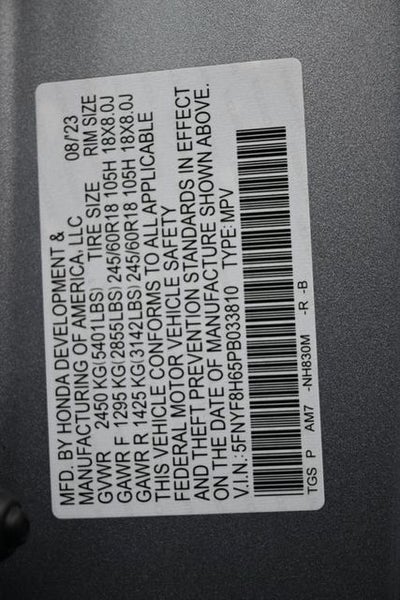 MFD. BY HONDA DEVELOPMENT &
MANUFACTURING OF AMERICA, LLC 08/'23
GVWR 2450 KG(5401LBS) TIRE SIZE RIM SIZE
GAWR F 1295 KG(2855LBS) 245/60R18 105H 18X8.0J
GAWR R 1425 KG(3142LBS) 245/60R18 105H 18X8.0J
THIS VEHICLE CONFORMS TO ALL APPLICABLE
FEDERAL MOTOR VEHICLE SAFETY
AND THEFT PREVENTION STANDARDS IN EFFECT
ON THE DATE OF MANUFACTURE SHOWN ABOVE.
V.I.N.: 5FNYF8H65PB033810 TYPE: MPV
TGS P AM7 -NH830M -R -B